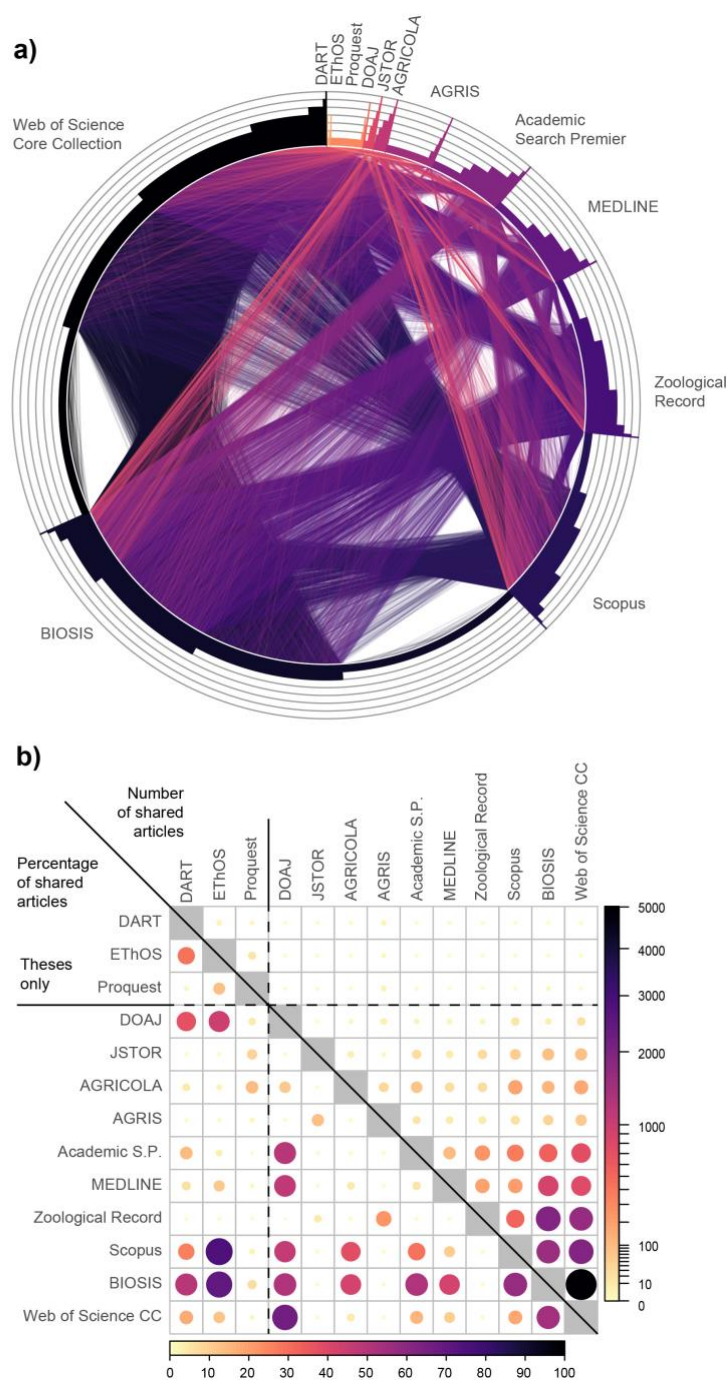 a)
DART
EThOS
Proquest
DOAJ
JSTOR
AGRICOLA
AGRIS
Academic
Search Premier
MEDLINE
Zoological
Record
Scopus
BIOSIS
Web of Science
Core Collection
b)
Number
of shared
articles
Percentage
of shared
articles
Theses
only
DART
EThOS
Proquest
DOAJ
JSTOR
AGRICOLA
AGRIS
Academic S.P.
MEDLINE
Zoological Record
Scopus
BIOSIS
Web of Science CC
DART
EThOS
Proquest
DOAJ
JSTOR
AGRICOLA
AGRIS
Academic S.P.
MEDLINE
Zoological Record
Scopus
BIOSIS
Web of Science CC
5000
4000
3000
2000
1000
100
10
0
0 10 20 30 40 50 60 70 80 90 100